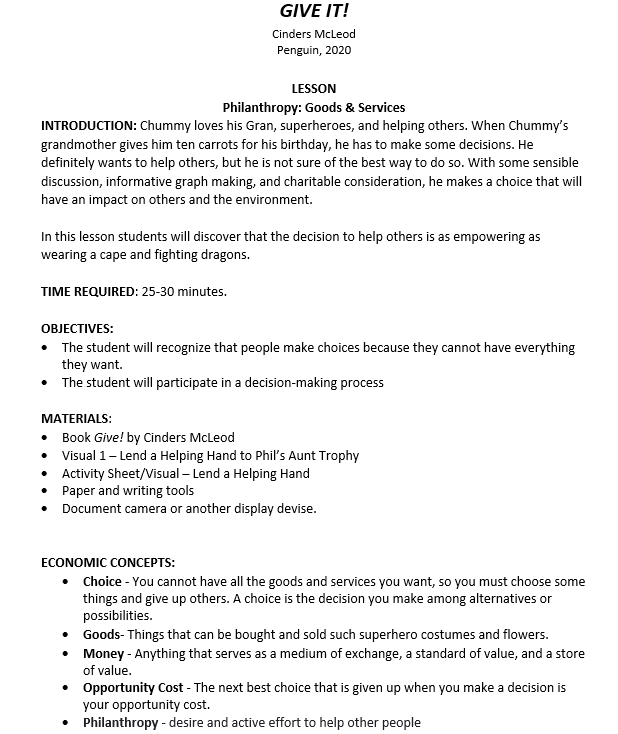 GIVE IT!
Cinders McLeod
Penguin, 2020
LESSON
Philanthropy: Goods & Services
INTRODUCTION: Chummy loves his Gran, superheroes, and helping others. When Chummy’s
grandmother gives him ten carrots for his birthday, he has to make some decisions. He
definitely wants to help others, but he is not sure of the best way to do so. With some sensible
discussion, informative graph making, and charitable consideration, he makes a choice that will
have an impact on others and the environment.
In this lesson students will discover that the decision to help others is as empowering as
wearing a cape and fighting dragons.
TIME REQUIRED: 25-30 minutes.
OBJECTIVES:
• The student will recognize that people make choices because they cannot have everything
they want.
• The student will participate in a decision-making process
MATERIALS:
• Book Give! by Cinders McLeod
• Visual 1 – Lend a Helping Hand to Phil’s Aunt Trophy
• Activity Sheet/Visual – Lend a Helping Hand
• Paper and writing tools
• Document camera or another display devise.
ECONOMIC CONCEPTS:
• Choice - You cannot have all the goods and services you want, so you must choose some
things and give up others. A choice is the decision you make among alternatives or
possibilities.
• Goods- Things that can be bought and sold such superhero costumes and flowers.
• Money - Anything that serves as a medium of exchange, a standard of value, and a store
of value.
• Opportunity Cost - The next best choice that is given up when you make a decision is
your opportunity cost.
• Philanthropy - desire and active effort to help other people